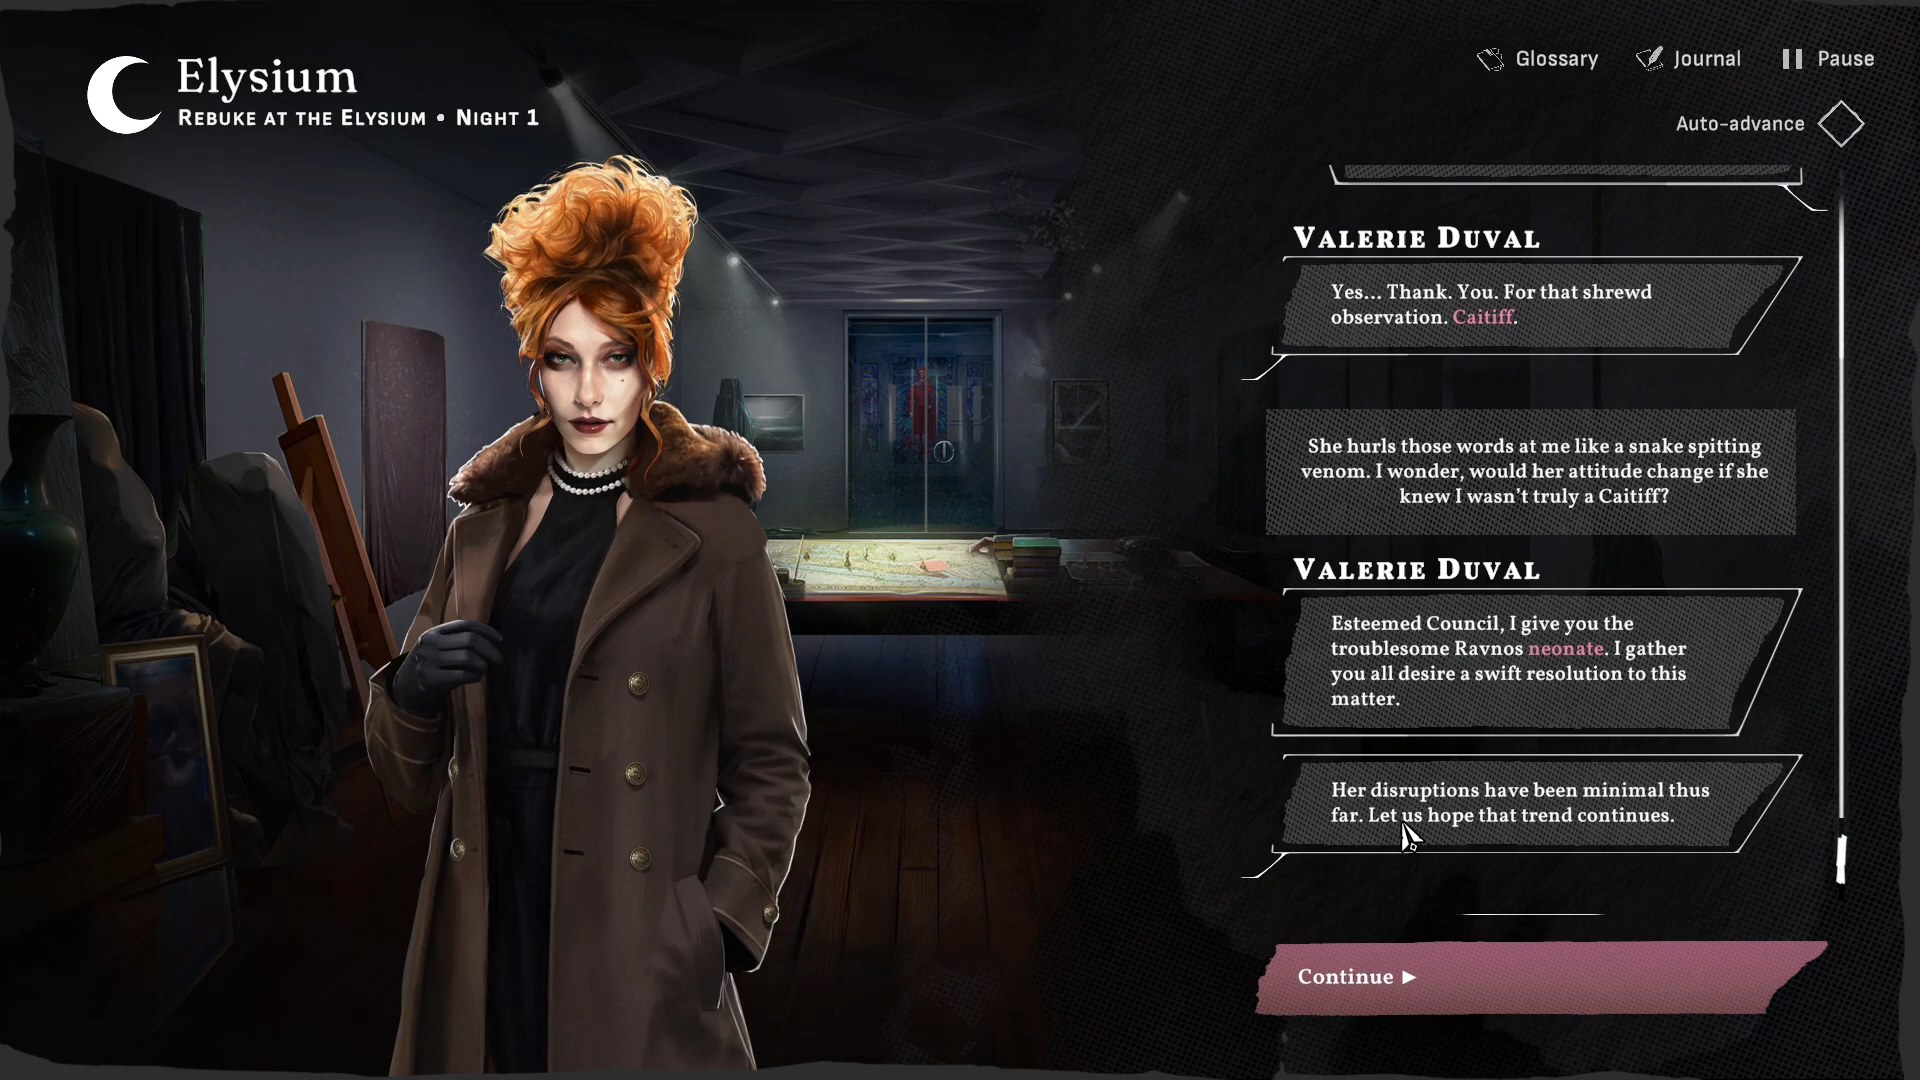 Elysium
REBUKE AT THE ELYSIUM • NIGHT 1
Glossary
Journal
Pause
Auto-advance
VALERIE DUVAL
Yes... Thank. You. For that shrewd
observation. Caitiff.
She hurls those words at me like a snake spitting
venom. I wonder, would her attitude change if she
knew I wasn't truly a Caitiff?
VALERIE DUVAL
Esteemed Council, I give you the
troublesome Ravnos neonate. I gather
you all desire a swift resolution to this
matter.
Her disruptions have been minimal thus
far. Let us hope that trend continues.
Continue ►